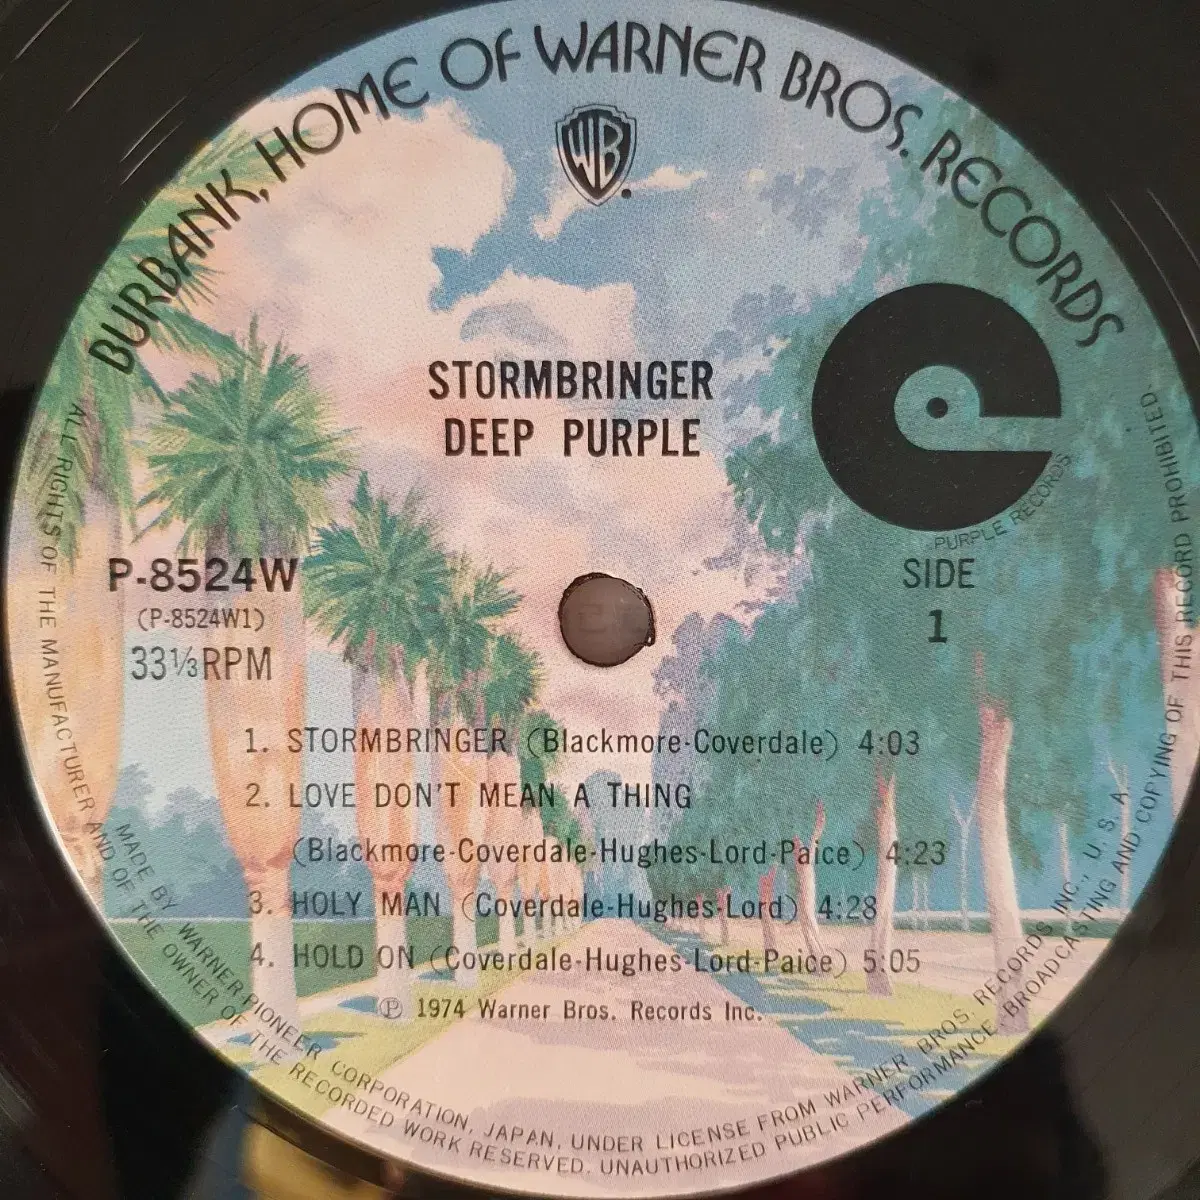 BURBANK, HOME OF WARNER BROS. RECORDS
WB
STORMBRINGER
DEEP PURPLE
PURPLE RECORDS
P-8524W
(P-8524W1)
33⅓RPM
SIDE
1
1. STORMBRINGER (Blackmore-Coverdale) 4:03
2. LOVE DON'T MEAN A THING
(Blackmore-Coverdale-Hughes-Lord-Paice) 4:23
3. HOLY MAN (Coverdale-Hughes-Lord) 4:28
4. HOLD ON (Coverdale-Hughes-Lord-Paice) 5:05
Ⓟ 1974 Warner Bros. Records Inc.
MADE BY WARNER-PIONEER CORPORATION, JAPAN, UNDER LICENSE FROM WARNER BROS. RECORDS INC., U. S. A.
ALL RIGHTS OF THE MANUFACTURER AND OF THE OWNER OF THE RECORDED WORK RESERVED. UNAUTHORIZED PUBLIC PERFORMANCE, BROADCASTING AND COPYING OF THIS RECORD PROHIBITED.